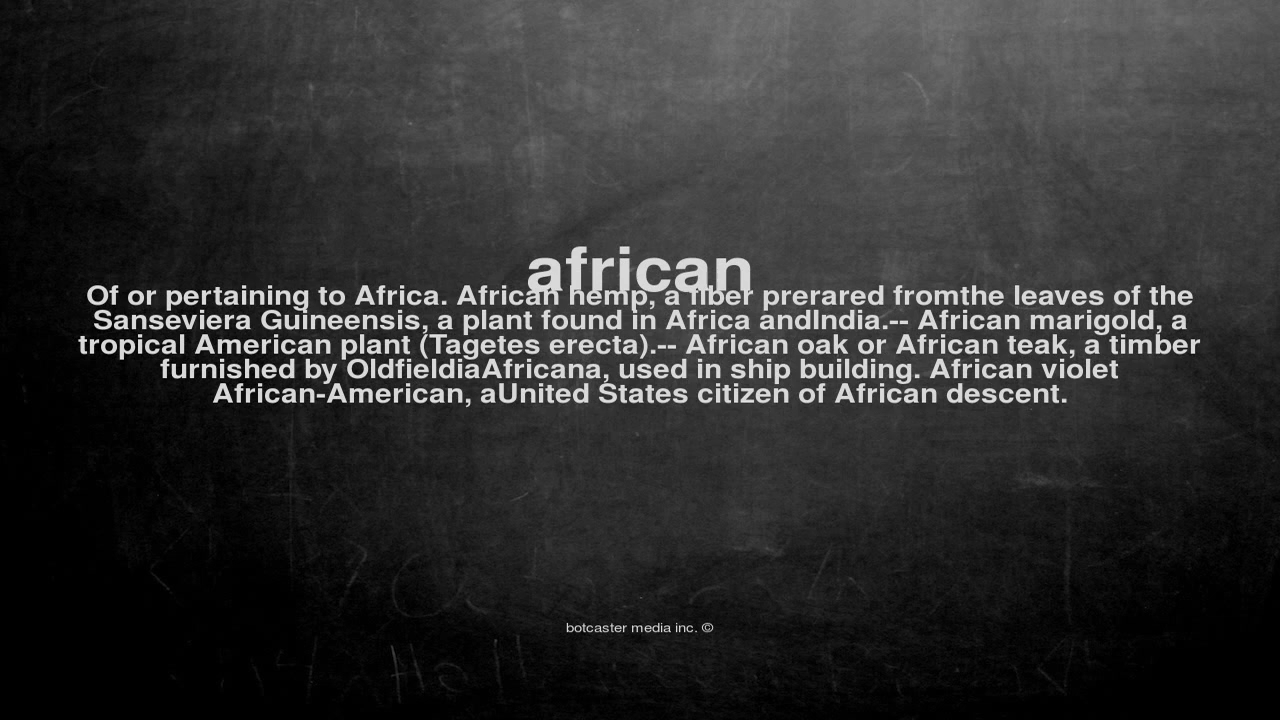 african
Of or pertaining to Africa. African hemp, a fiber prerared fromthe leaves of the
Sanseviera Guineensis, a plant found in Africa andIndia.-- African marigold, a
tropical American plant (Tagetes erecta).-- African oak or African teak, a timber
furnished by OldfieldiaAfricana, used in ship building. African violet
African-American, aUnited States citizen of African descent.
botcaster media inc. ©